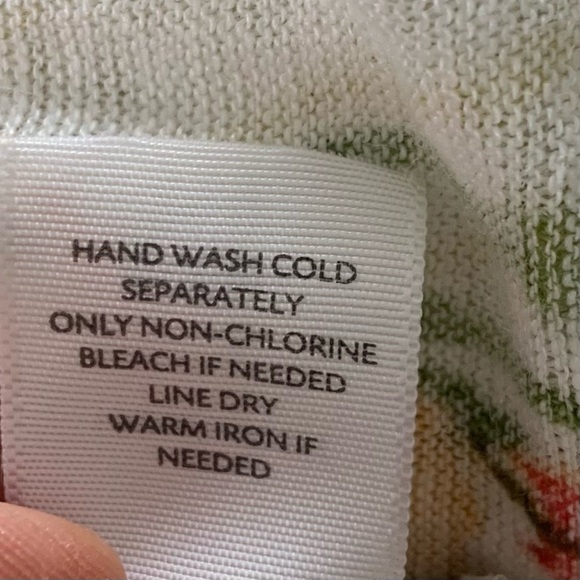 HAND WASH COLD
SEPARATELY
ONLY NON-CHLORINE
BLEACH IF NEEDED
LINE DRY
WARM IRON IF
NEEDED